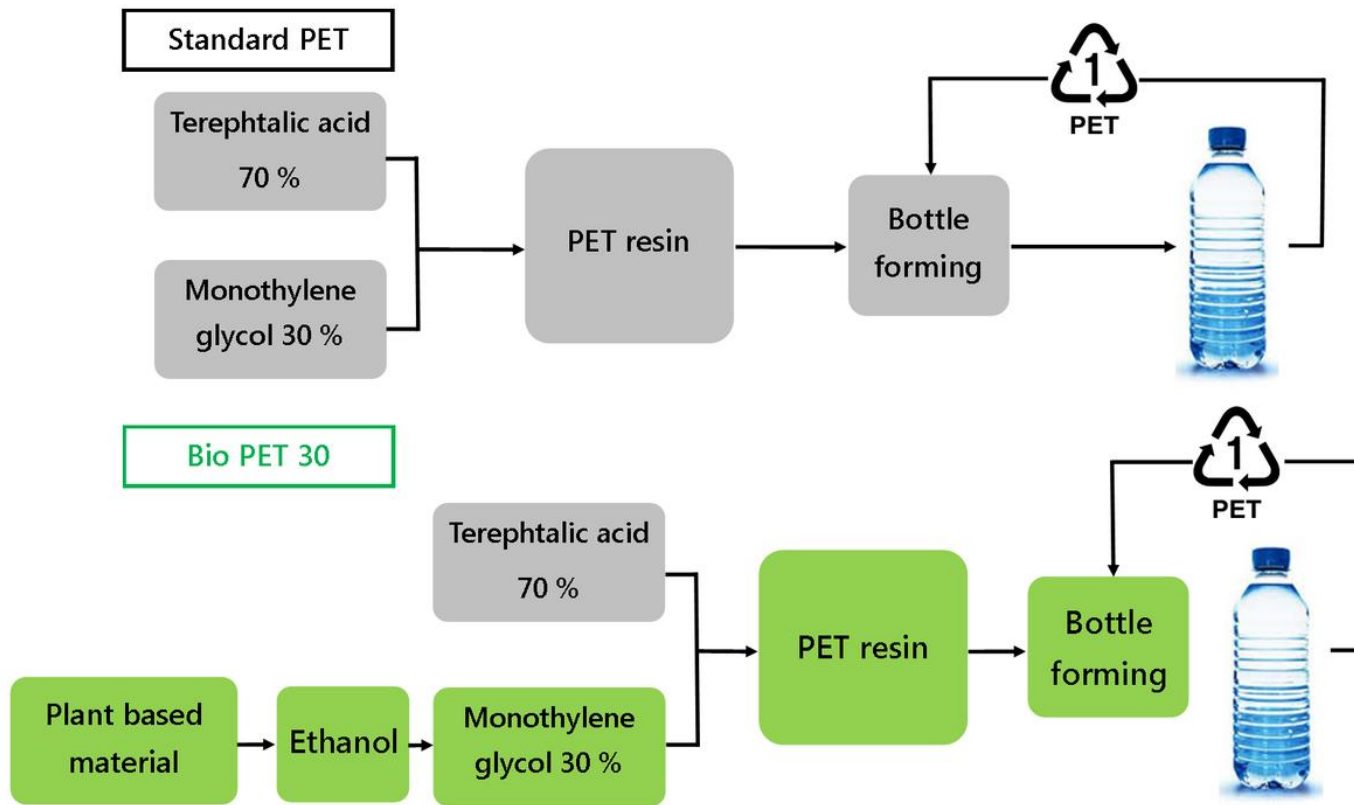 Standard PET
Terephtalic acid
70 %
Monothylene
glycol 30 %
PET resin
Bottle
forming
1
PET
Bio PET 30
Terephtalic acid
70 %
Plant based
material
Ethanol
Monothylene
glycol 30 %
PET resin
Bottle
forming
1
PET